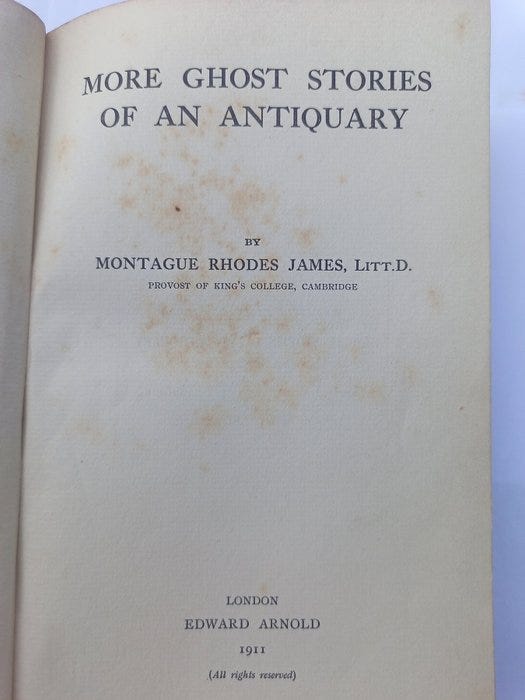 MORE GHOST STORIES
OF AN ANTIQUARY
BY
MONTAGUE RHODES JAMES, LITT.D.
PROVOST OF KING'S COLLEGE, CAMBRIDGE
LONDON
EDWARD ARNOLD
1911
(All rights reserved)